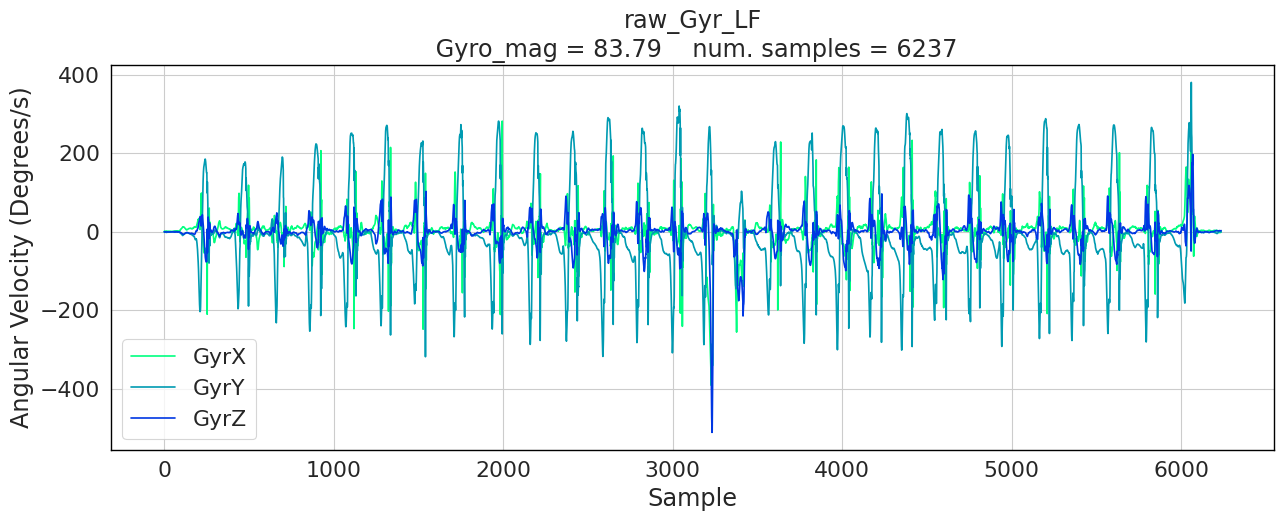 raw_Gyr_LF
Gyro_mag = 83.79    num. samples = 6237
Angular Velocity (Degrees/s)
400
200
0
−200
−400
GyrX
GyrY
GyrZ
0 1000 2000 3000 4000 5000 6000
Sample